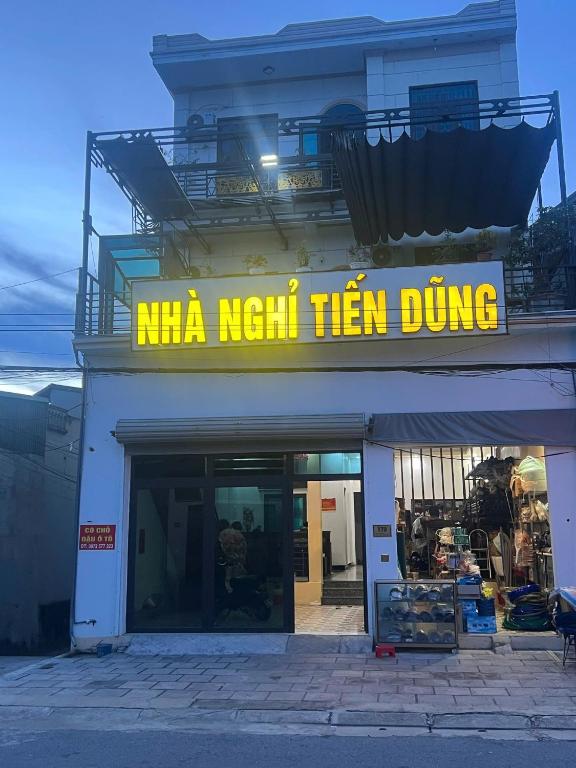 NHÀ NGHỈ TIẾN DŨNG
CÓ CHỖ
ĐẬU Ô TÔ